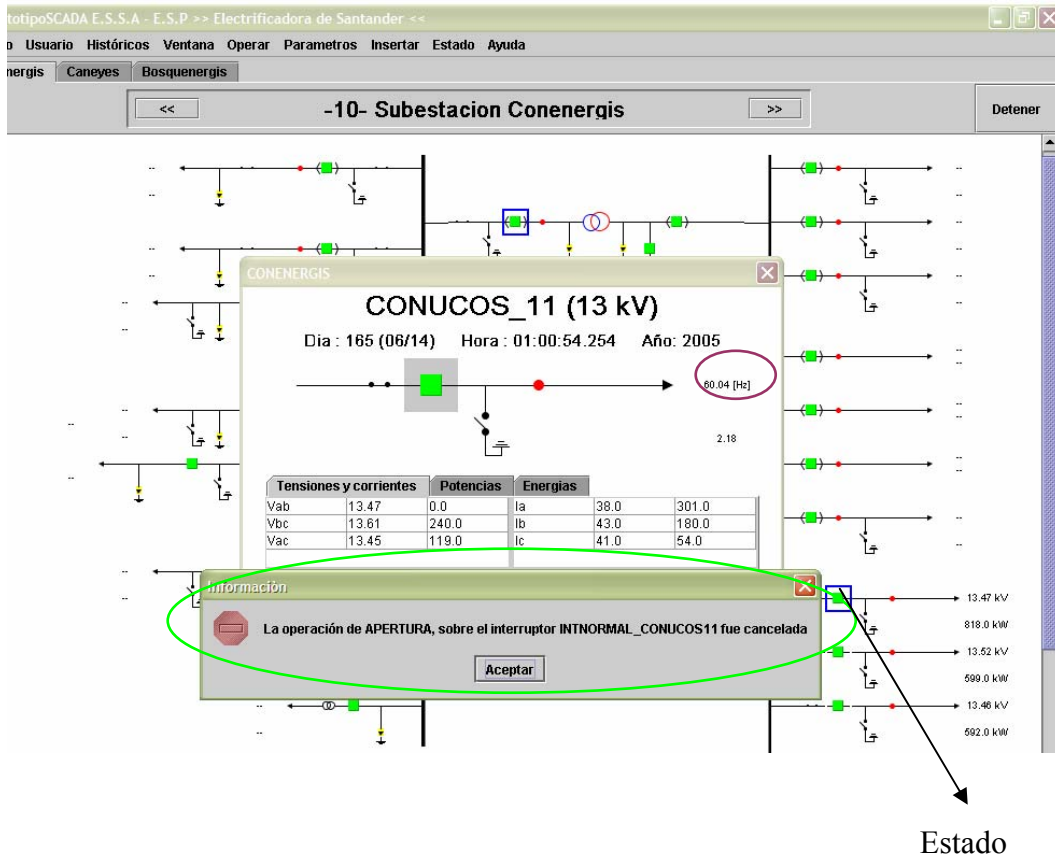 totipoSCADA E.S.S.A - E.S.P >> Electrificadora de Santander <<
o Usuario Históricos Ventana Operar Parametros Insertar Estado Ayuda
nergis Caneyes Bosquenergis
<< -10- Subestacion Conenergis >> Detener
CONENERGIS
CONUCOS_11 (13 kV)
Dia : 165 (06/14) Hora : 01:00:54.254 Año: 2005
60.04 [Hz]
2.18
Tensiones y corrientes Potencias Energias
Vab 13.47 0.0 Ia 38.0 301.0
Vbc 13.61 240.0 Ib 43.0 180.0
Vac 13.45 119.0 Ic 41.0 54.0
Información
La operación de APERTURA, sobre el interruptor INTNORMAL_CONUCOS11 fue cancelada
Aceptar
13.47 kV
818.0 kW
13.52 kV
599.0 kW
13.46 kV
592.0 kW
Estado